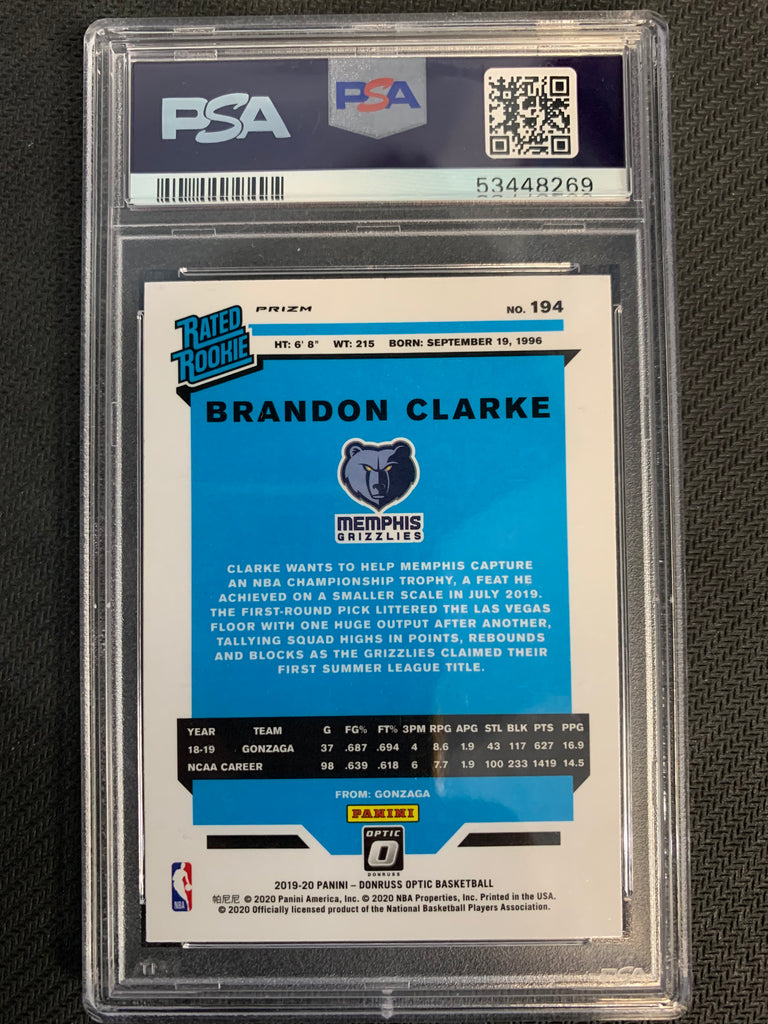 PSA
PSA
53448269
RATED
ROOKIE
PRIZM
NO. 194
HT: 6' 8" WT: 215 BORN: SEPTEMBER 19, 1996
BRANDON CLARKE
MEMPHIS
GRIZZLIES
CLARKE WANTS TO HELP MEMPHIS CAPTURE
AN NBA CHAMPIONSHIP TROPHY, A FEAT HE
ACHIEVED ON A SMALLER SCALE IN JULY 2019.
THE FIRST-ROUND PICK LITTERED THE LAS VEGAS
FLOOR WITH ONE HUGE OUTPUT AFTER ANOTHER,
TALLYING SQUAD HIGHS IN POINTS, REBOUNDS
AND BLOCKS AS THE GRIZZLIES CLAIMED THEIR
FIRST SUMMER LEAGUE TITLE.
YEAR TEAM G FG% FT% 3PM RPG APG STL BLK PTS PPG
18-19 GONZAGA 37 .687 .694 4 8.6 1.9 43 117 627 16.9
NCAA CAREER 98 .639 .618 6 7.7 1.9 100 233 1419 14.5
FROM: GONZAGA
PANINI
OPTIC
O
DONRUSS
NBA
2019-20 PANINI – DONRUSS OPTIC BASKETBALL
帕尼尼 © 2020 Panini America, Inc. © 2020 NBA Properties, Inc. Printed in the USA.
© 2020 Officially licensed product of the National Basketball Players Association.
PSA